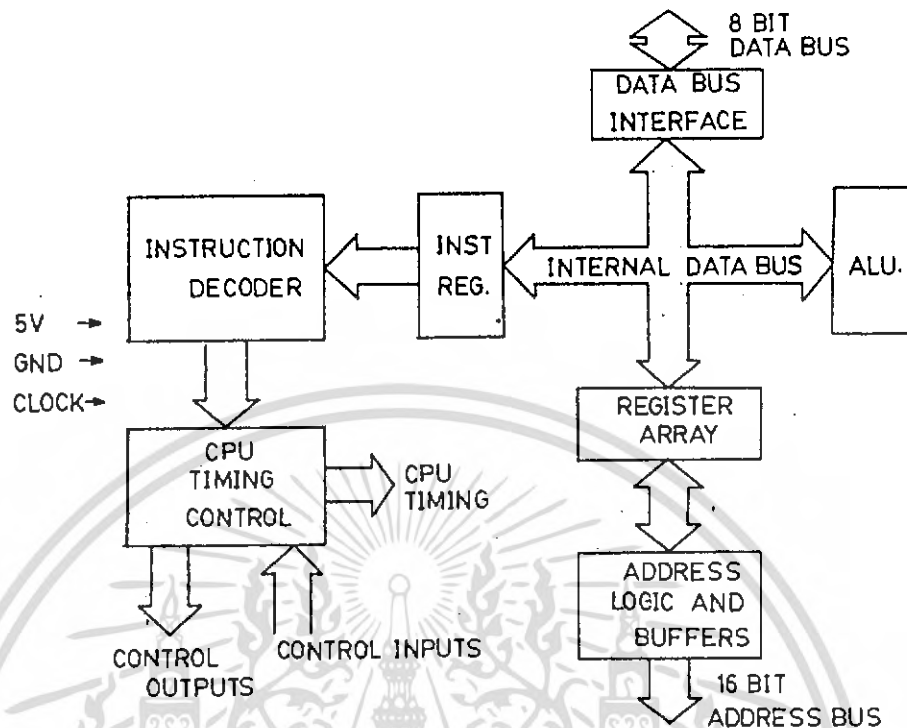 8 BIT
DATA BUS
DATA BUS
INTERFACE
INSTRUCTION
DECODER
INST
REG.
INTERNAL DATA BUS
ALU.
5V →
GND →
CLOCK→
REGISTER
ARRAY
CPU
TIMING
CONTROL
CPU
TIMING
ADDRESS
LOGIC AND
BUFFERS
CONTROL
OUTPUTS
CONTROL INPUTS
16 BIT
ADDRESS BUS